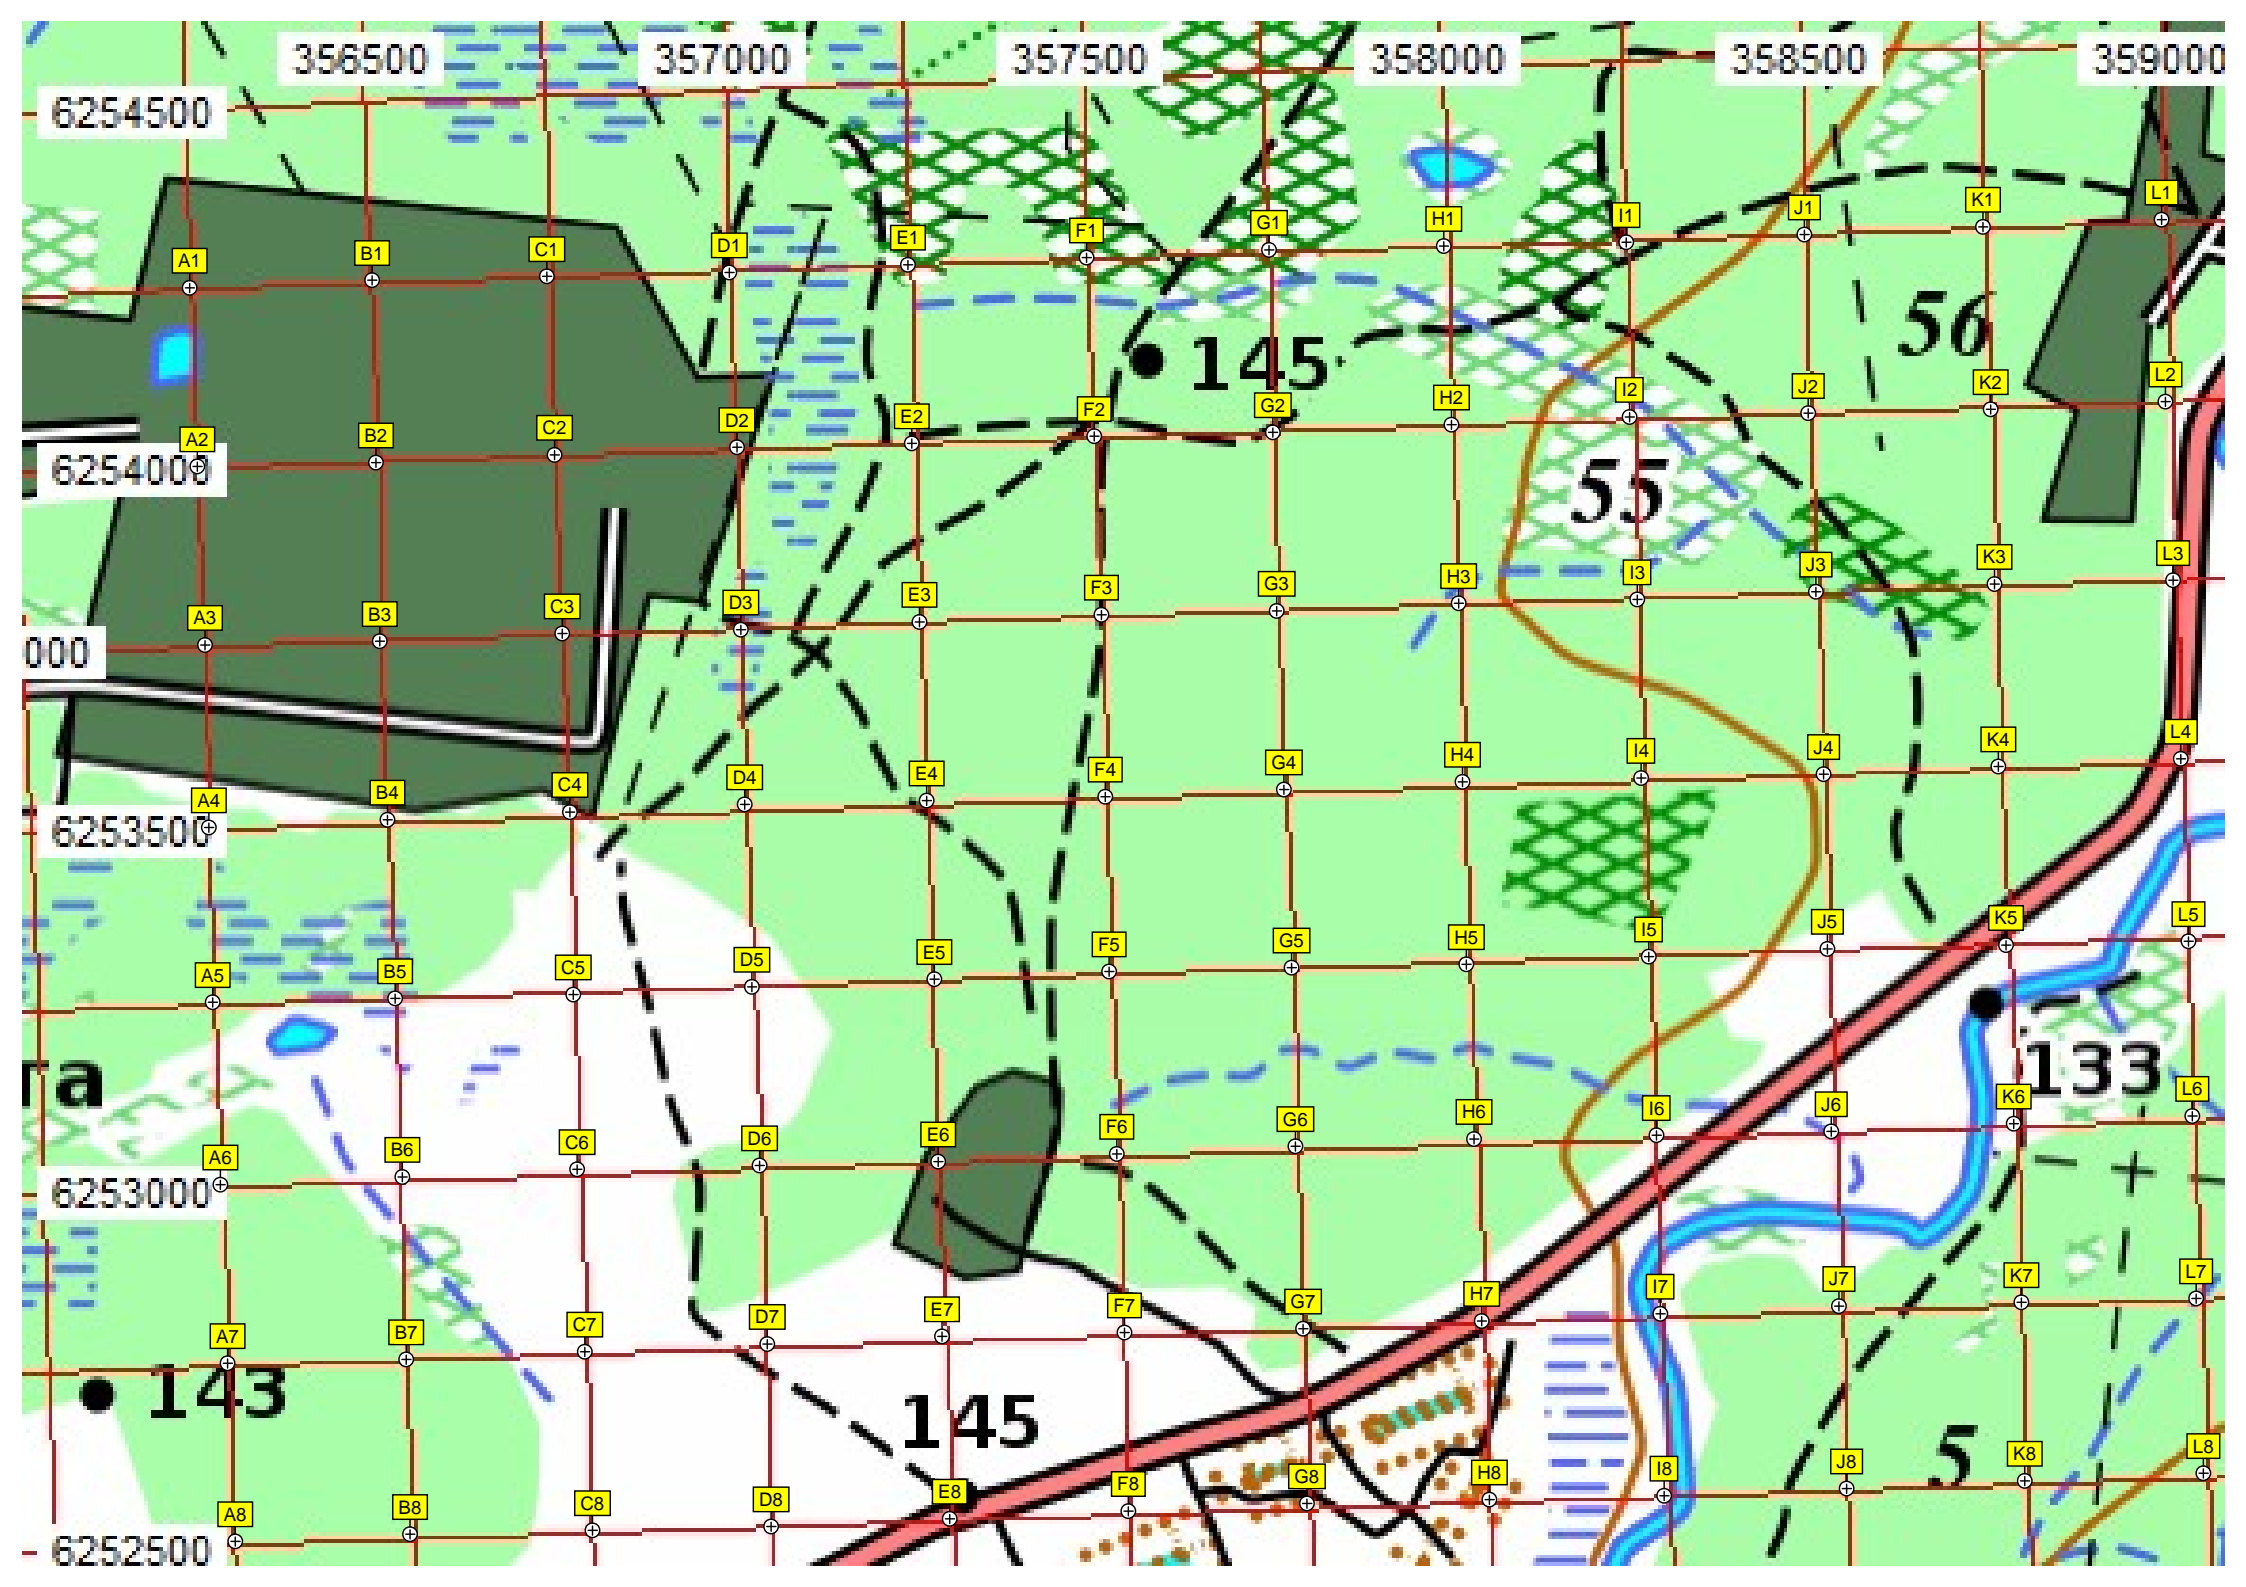 356500 357000 357500 358000 358500 359000
6254500
A1 B1 C1 D1 E1 F1 G1 H1 I1 J1 K1 L1
56
145
A2 B2 C2 D2 E2 F2 G2 H2 I2 J2 K2 L2
6254000
55
A3 B3 C3 D3 E3 F3 G3 H3 I3 J3 K3 L3
000
A4 B4 C4 D4 E4 F4 G4 H4 I4 J4 K4 L4
6253500
A5 B5 C5 D5 E5 F5 G5 H5 I5 J5 K5 L5
та
133
A6 B6 C6 D6 E6 F6 G6 H6 I6 J6 K6 L6
6253000
A7 B7 C7 D7 E7 F7 G7 H7 I7 J7 K7 L7
143
145
5
A8 B8 C8 D8 E8 F8 G8 H8 I8 J8 K8 L8
6252500